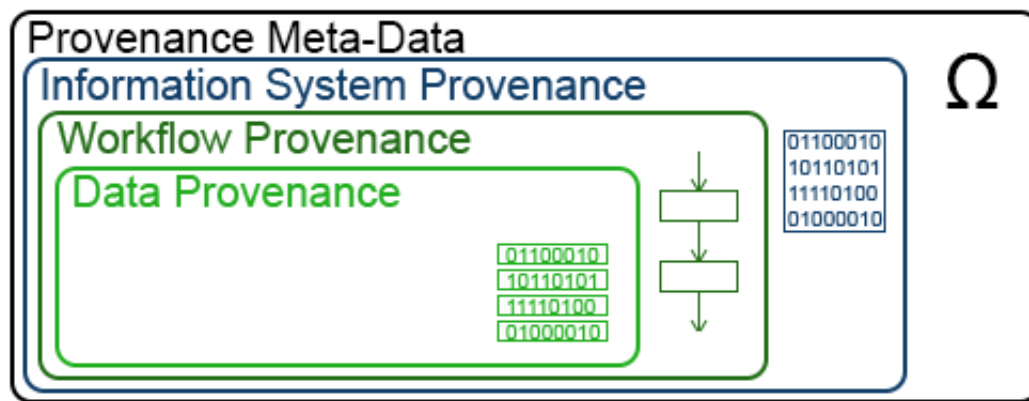 Provenance Meta-Data
Ω
Information System Provenance
Workflow Provenance
01100010
10110101
11110100
01000010
Data Provenance
01100010
10110101
11110100
01000010